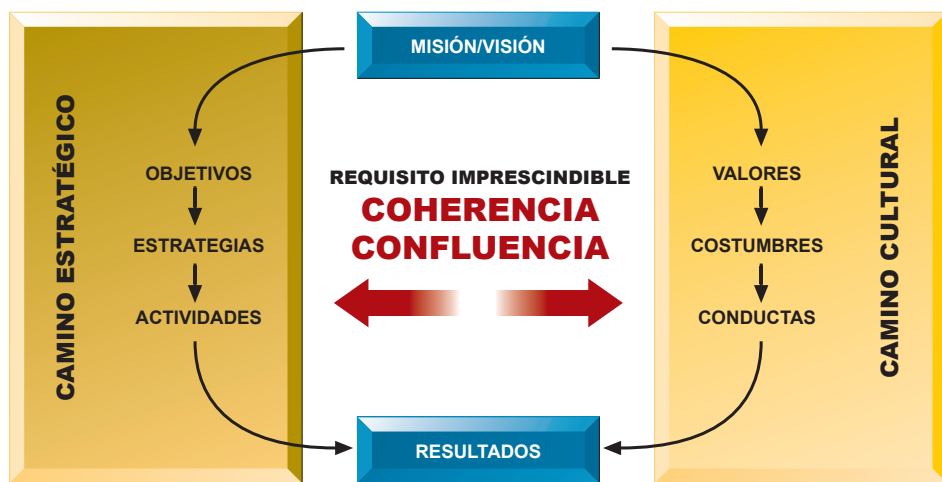 MISIÓN/VISIÓN
CAMINO ESTRATÉGICO
OBJETIVOS
ESTRATEGIAS
ACTIVIDADES
REQUISITO IMPRESCINDIBLE
COHERENCIA
CONFLUENCIA
VALORES
COSTUMBRES
CONDUCTAS
CAMINO CULTURAL
RESULTADOS